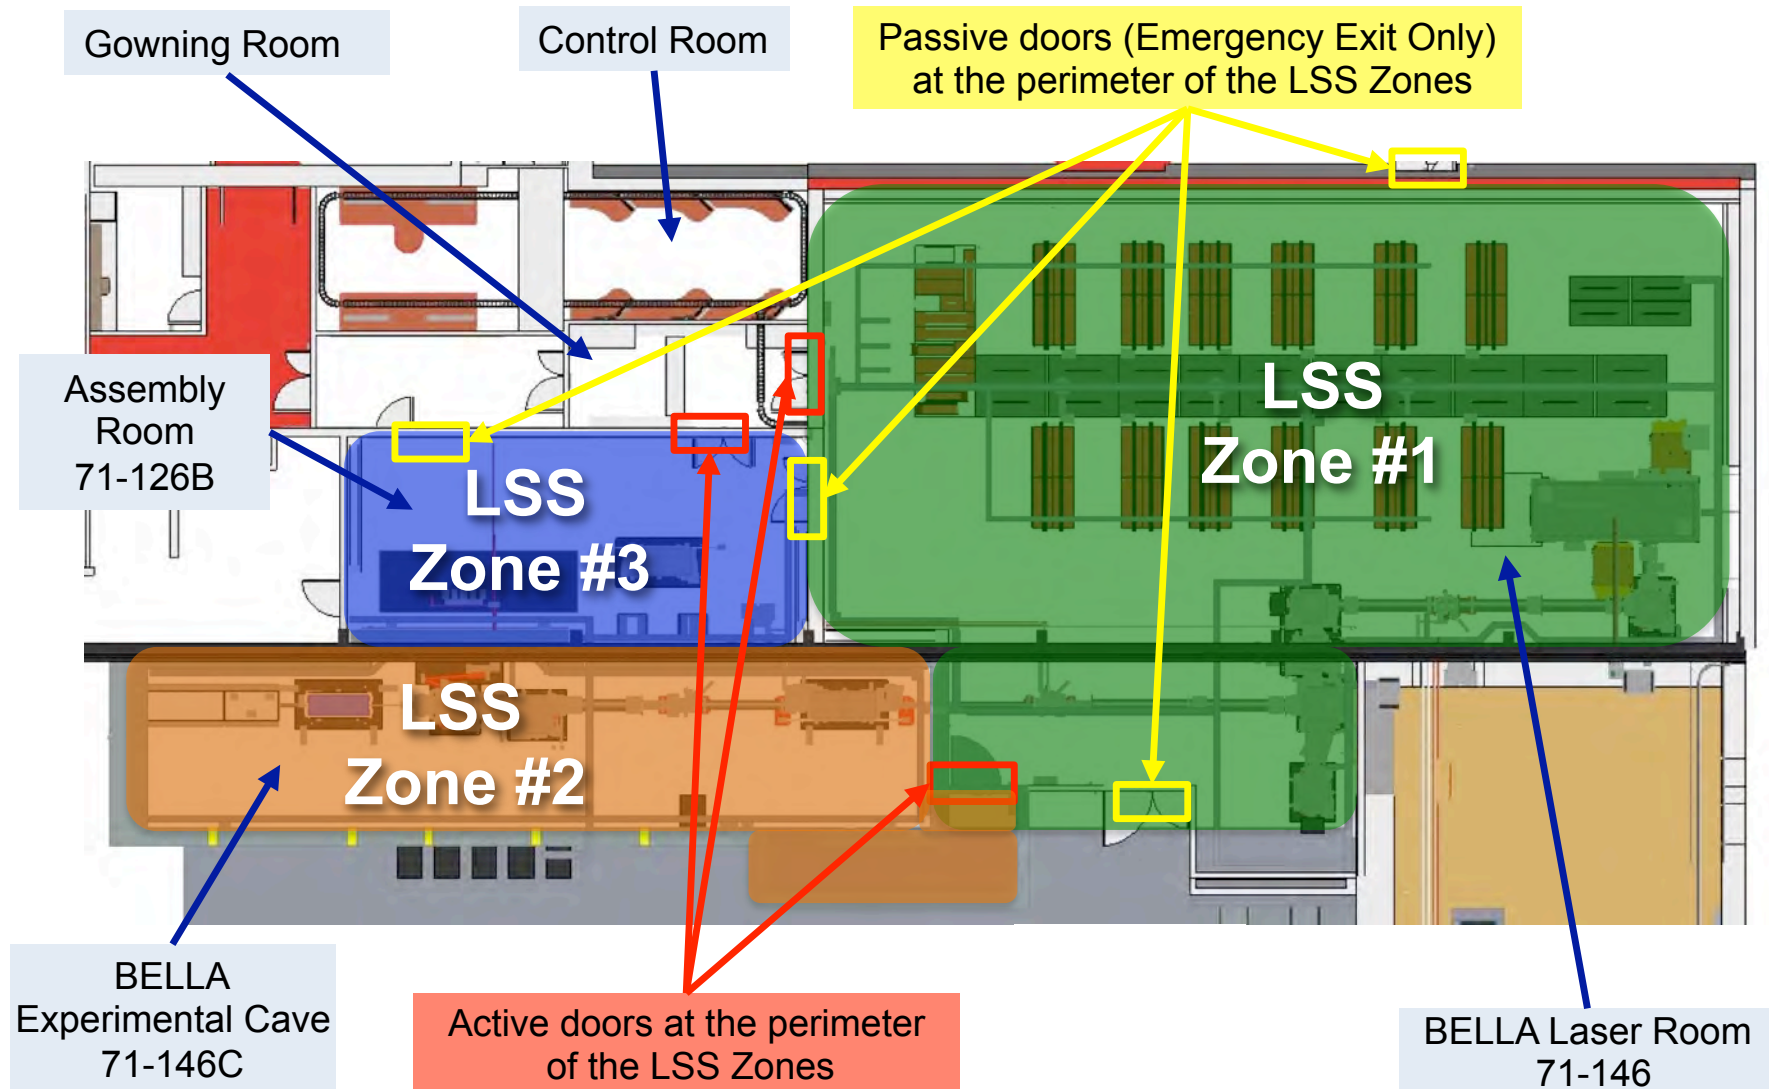 Gowning Room
Control Room
Passive doors (Emergency Exit Only)
at the perimeter of the LSS Zones
Assembly
Room
71-126B
LSS
Zone #1
LSS
Zone #3
LSS
Zone #2
BELLA
Experimental Cave
71-146C
Active doors at the perimeter
of the LSS Zones
BELLA Laser Room
71-146